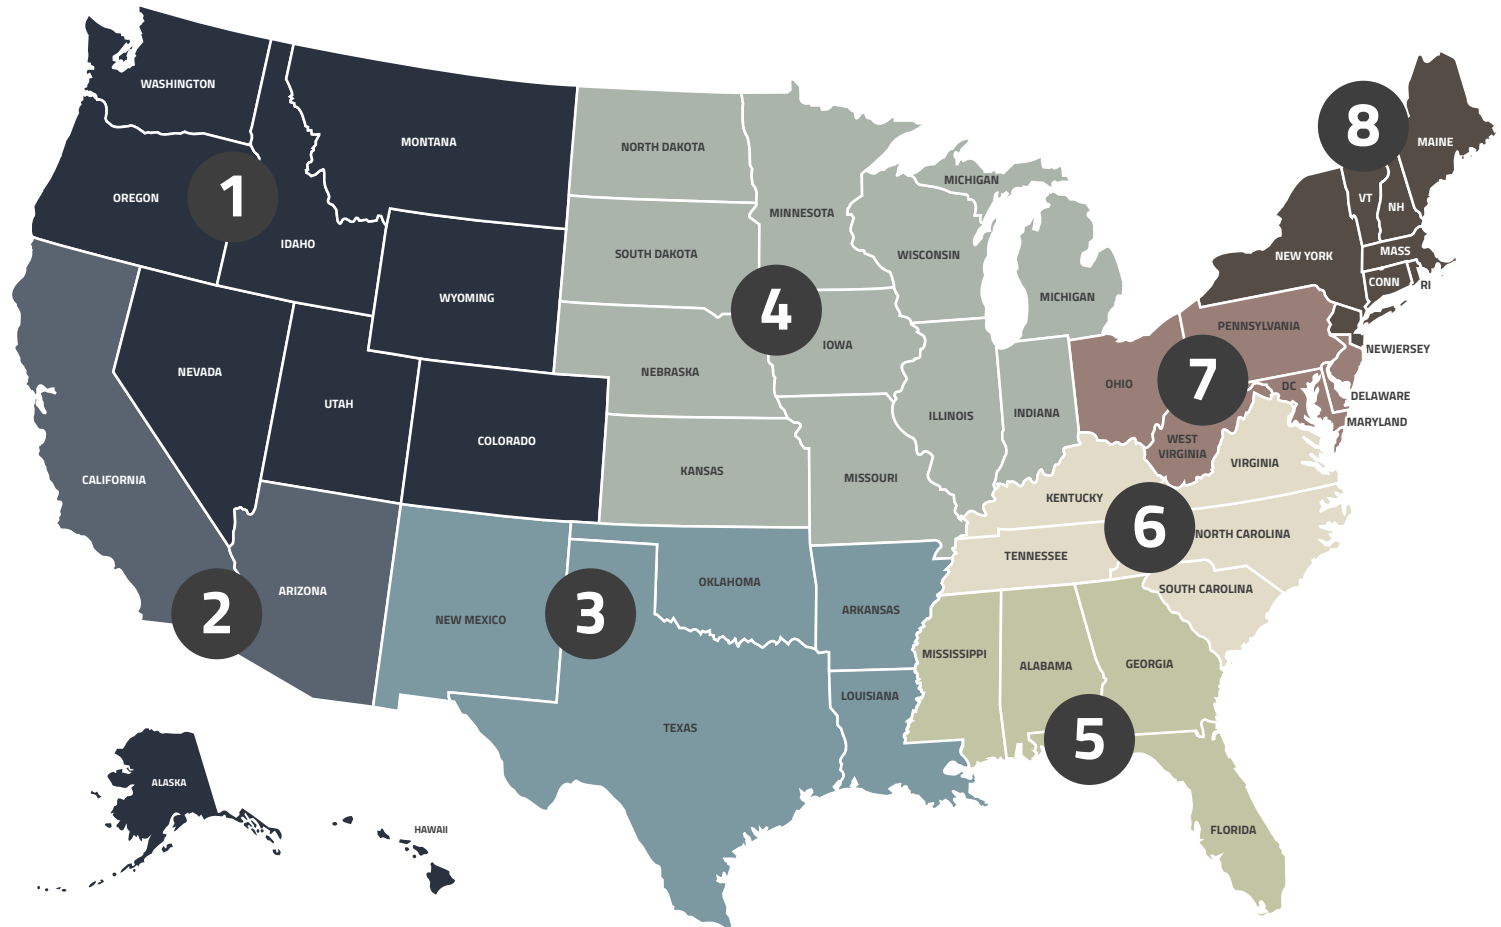 WASHINGTON
MONTANA
OREGON
1
IDAHO
WYOMING
NEVADA
UTAH
COLORADO
CALIFORNIA
2
ARIZONA
NEW MEXICO
3
OKLAHOMA
TEXAS
ARKANSAS
LOUISIANA
NORTH DAKOTA
SOUTH DAKOTA
MINNESOTA
WISCONSIN
MICHIGAN
MICHIGAN
4
IOWA
NEBRASKA
KANSAS
MISSOURI
ILLINOIS
INDIANA
OHIO
7
PENNSYLVANIA
DC
WEST
VIRGINIA
NEWJERSEY
DELAWARE
MARYLAND
8
MAINE
VT
NH
NEW YORK
MASS
CONN
RI
VIRGINIA
KENTUCKY
6
NORTH CAROLINA
TENNESSEE
SOUTH CAROLINA
MISSISSIPPI
ALABAMA
GEORGIA
5
FLORIDA
ALASKA
HAWAII